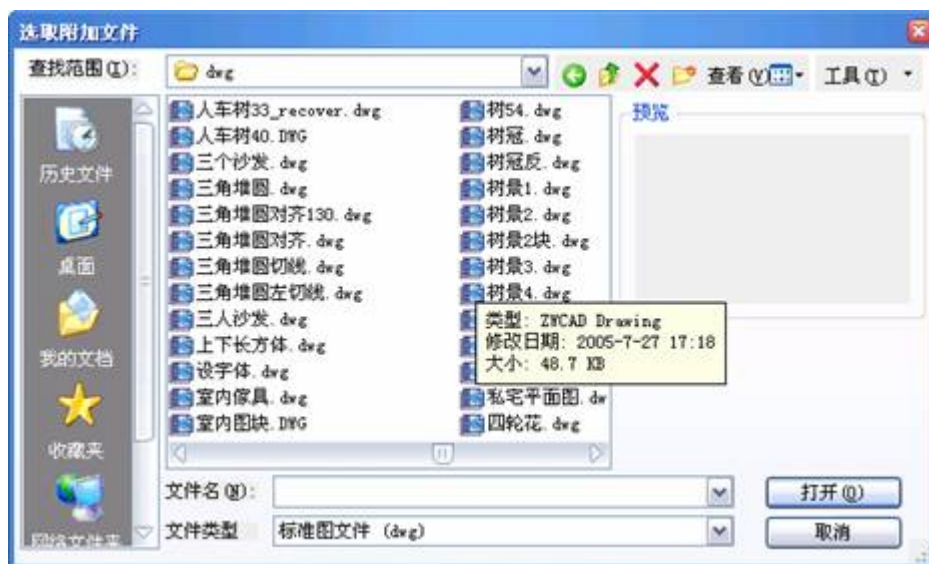 选取附加文件
查找范围(I):
dwg
查看(V)
工具(T)
历史文件
桌面
我的文档
收藏夹
网络文件夹
人车树33_recover.dwg
人车树40.DWG
三个沙发.dwg
三角堆圆.dwg
三角堆圆对齐130.dwg
三角堆圆对齐.dwg
三角堆圆切线.dwg
三角堆圆左切线.dwg
三人沙发.dwg
上下长方体.dwg
设字体.dwg
室内傢具.dwg
室内图块.DWG
树54.dwg
树冠.dwg
树冠反.dwg
树景1.dwg
树景2.dwg
树景2块.dwg
树景3.dwg
树景4.dwg
类型: ZWCAD Drawing
修改日期: 2005-7-27 17:18
大小: 48.7 KB
私宅平面图.dw
四轮花.dwg
预览
文件名(N):
打开(O)
文件类型
标准图文件 (dwg)
取消